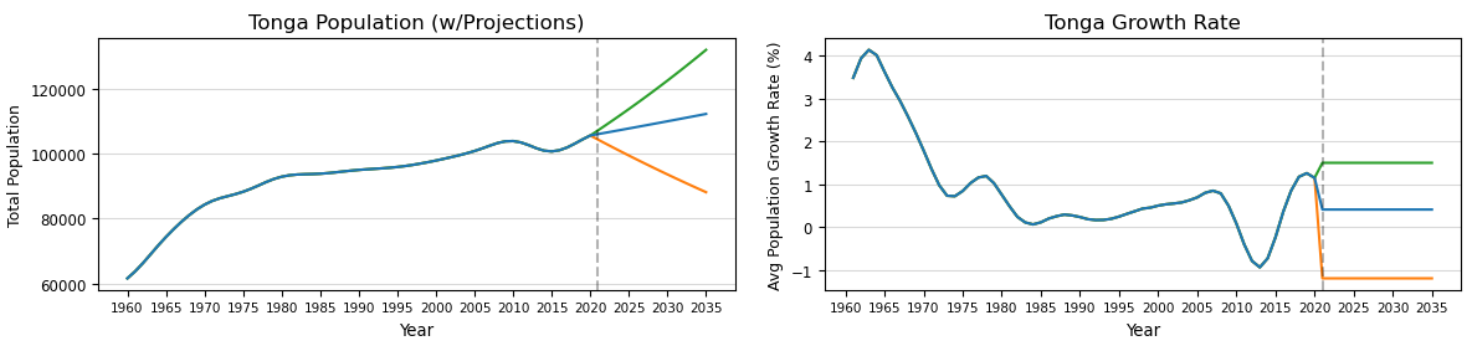 Tonga Population (w/Projections)
Total Population
120000
100000
80000
60000
1960 1965 1970 1975 1980 1985 1990 1995 2000 2005 2010 2015 2020 2025 2030 2035
Year
Tonga Growth Rate
Avg Population Growth Rate (%)
4
3
2
1
0
−1
1960 1965 1970 1975 1980 1985 1990 1995 2000 2005 2010 2015 2020 2025 2030 2035
Year